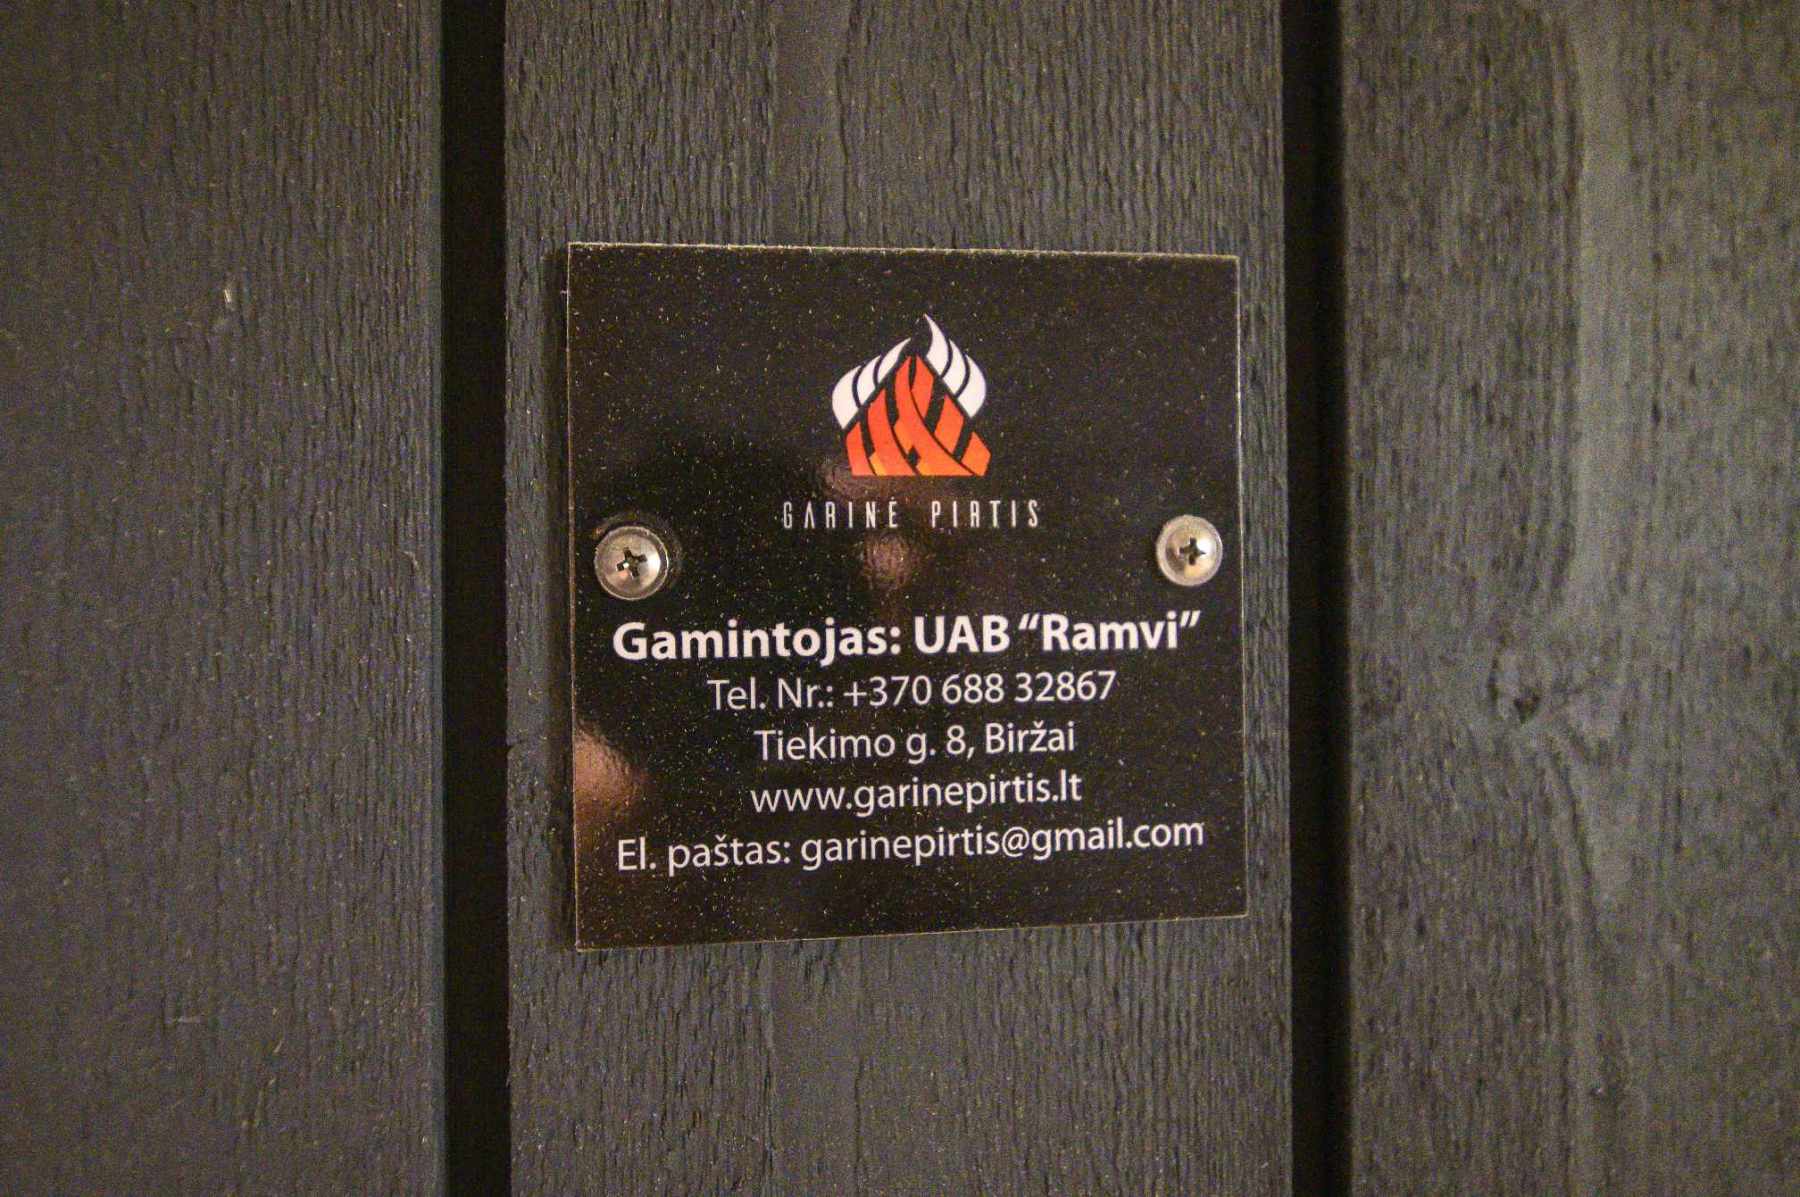 GARINĖ PIRTIS
Gamintojas: UAB “Ramvi”
Tel. Nr.: +370 688 32867
Tiekimo g. 8, Biržai
www.garinepirtis.lt
El. paštas: garinepirtis@gmail.com